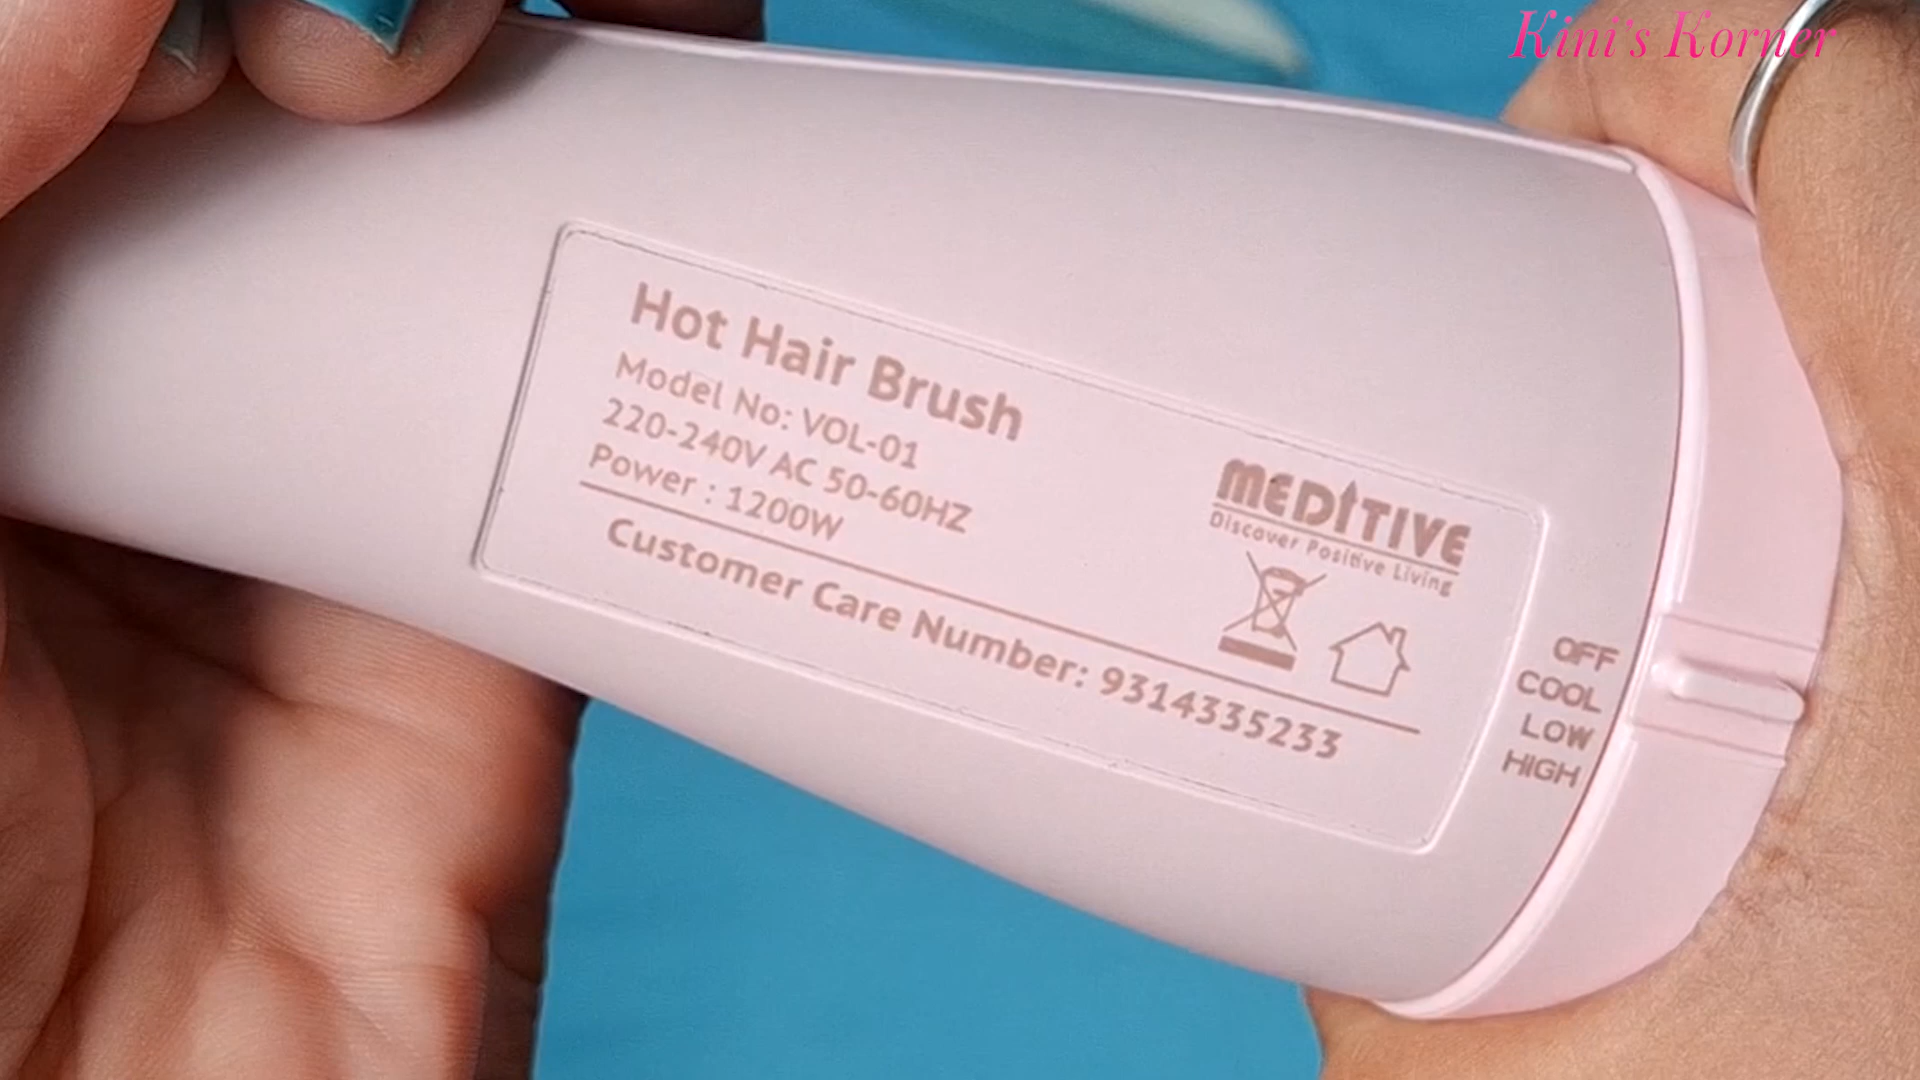 Kini's Korner
Hot Hair Brush
Model No: VOL-01
220-240V AC 50-60HZ
Power : 1200W
MEDITIVE
Discover Positive Living
Customer Care Number: 9314335233
OFF
COOL
LOW
HIGH